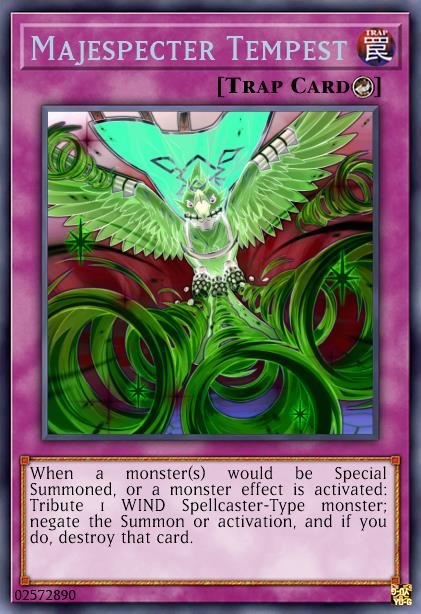 Majespecter Tempest
TRAP
罠
[Trap Card]
When a monster(s) would be Special
Summoned, or a monster effect is activated:
Tribute 1 WIND Spellcaster-Type monster;
negate the Summon or activation, and if you
do, destroy that card.
02572890